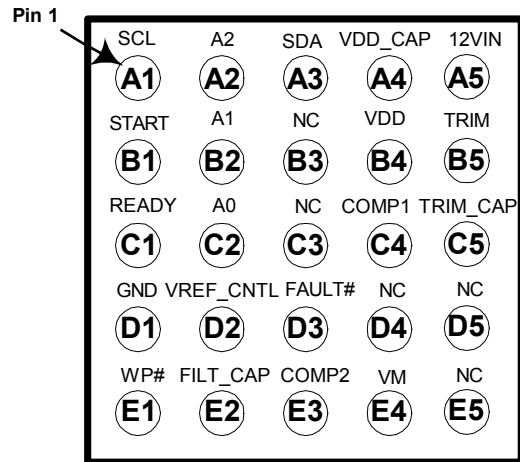 Pin 1
SCL A2 SDA VDD_CAP 12VIN
A1 A2 A3 A4 A5
START A1 NC VDD TRIM
B1 B2 B3 B4 B5
READY A0 NC COMP1 TRIM_CAP
C1 C2 C3 C4 C5
GND VREF_CNTL FAULT# NC NC
D1 D2 D3 D4 D5
WP# FILT_CAP COMP2 VM NC
E1 E2 E3 E4 E5